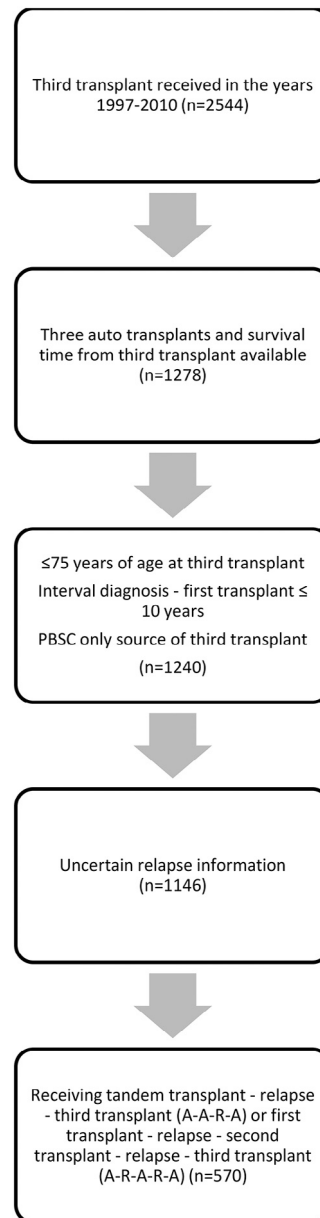 Third transplant received in the years
1997-2010 (n=2544)
Three auto transplants and survival
time from third transplant available
(n=1278)
≤75 years of age at third transplant
Interval diagnosis - first transplant ≤
10 years
PBSC only source of third transplant
(n=1240)
Uncertain relapse information
(n=1146)
Receiving tandem transplant - relapse
- third transplant (A-A-R-A) or first
transplant - relapse - second
transplant - relapse - third transplant
(A-R-A-R-A) (n=570)